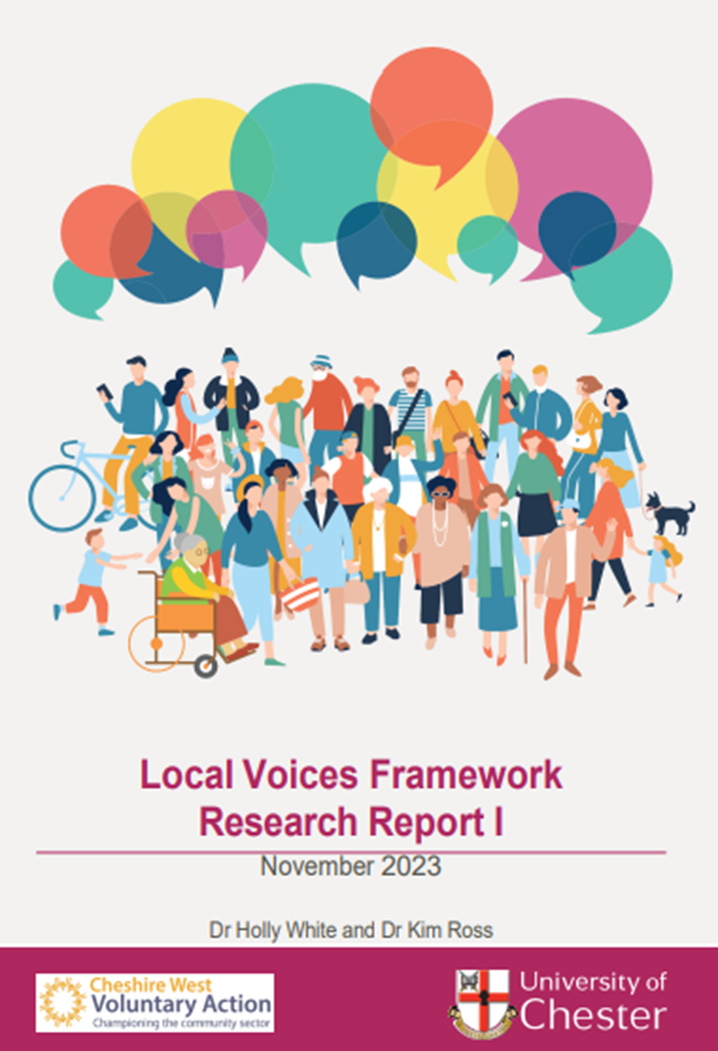 Local Voices Framework
Research Report I
November 2023
Dr Holly White and Dr Kim Ross
Cheshire West
Voluntary Action
Championing the community sector
University of
Chester